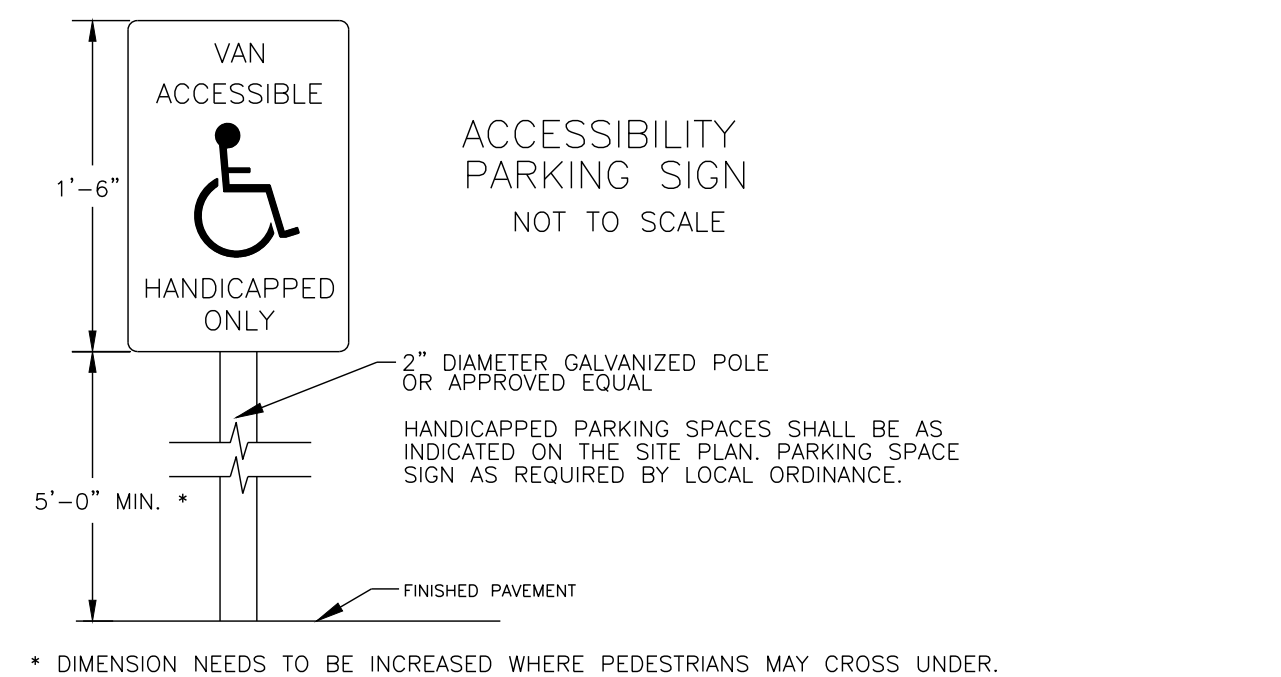 VAN
ACCESSIBLE
HANDICAPPED
ONLY
1'-6"
5'-0" MIN. *
ACCESSIBILITY
PARKING SIGN
NOT TO SCALE
2" DIAMETER GALVANIZED POLE
OR APPROVED EQUAL
HANDICAPPED PARKING SPACES SHALL BE AS
INDICATED ON THE SITE PLAN. PARKING SPACE
SIGN AS REQUIRED BY LOCAL ORDINANCE.
FINISHED PAVEMENT
* DIMENSION NEEDS TO BE INCREASED WHERE PEDESTRIANS MAY CROSS UNDER.